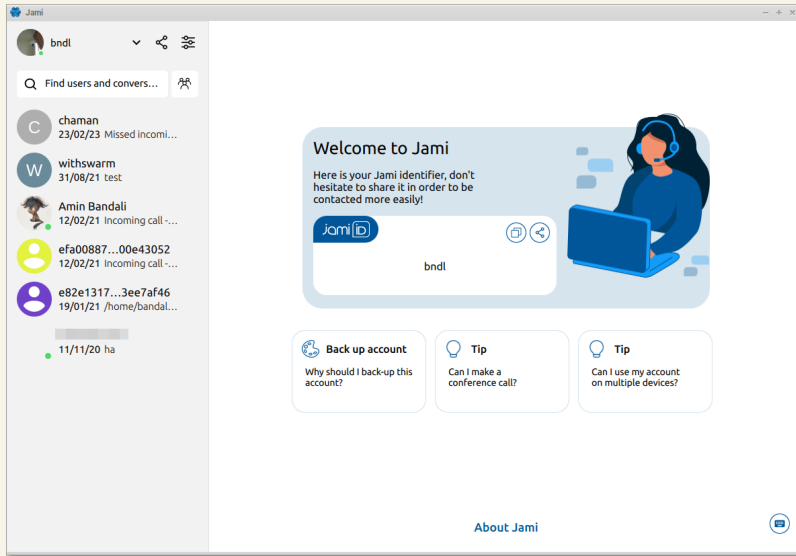 Jami
bndl
Find users and convers...
C
chaman
23/02/23 Missed incomi...
W
withswarm
31/08/21 test
Amin Bandali
12/02/21 Incoming call -...
efa00887...00e43052
12/02/21 Incoming call -...
e82e1317...3ee7af46
19/01/21 /home/bandal...
11/11/20 ha
Welcome to Jami
Here is your Jami identifier, don't
hesitate to share it in order to be
contacted more easily!
jami iD
bndl
Back up account
Why should I back-up this
account?
Tip
Can I make a
conference call?
Tip
Can I use my account
on multiple devices?
About Jami